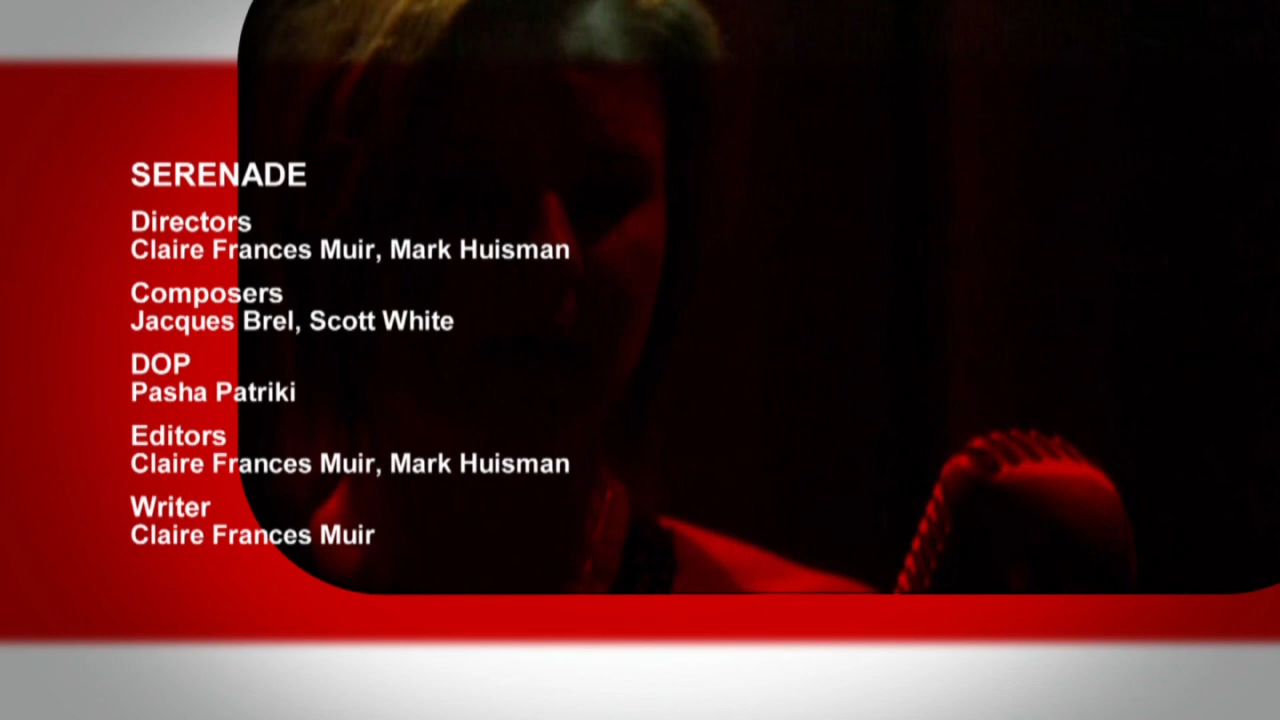 SERENADE
Directors
Claire Frances Muir, Mark Huisman
Composers
Jacques Brel, Scott White
DOP
Pasha Patriki
Editors
Claire Frances Muir, Mark Huisman
Writer
Claire Frances Muir